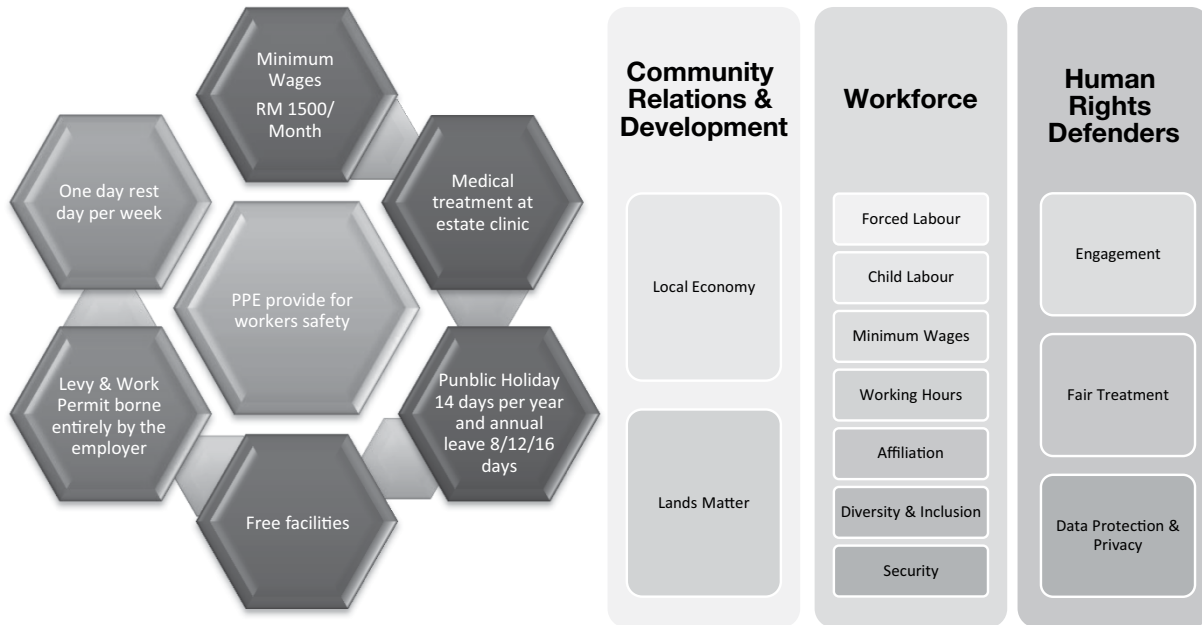 Minimum
Wages
RM 1500/
Month
Medical
treatment at
estate clinic
Punblic Holiday
14 days per year
and annual
leave 8/12/16
days
Free facilities
Levy & Work
Permit borne
entirely by the
employer
One day rest
day per week
PPE provide for
workers safety
Community
Relations &
Development
Local Economy
Lands Matter
Workforce
Forced Labour
Child Labour
Minimum Wages
Working Hours
Affiliation
Diversity & Inclusion
Security
Human
Rights
Defenders
Engagement
Fair Treatment
Data Protection &
Privacy